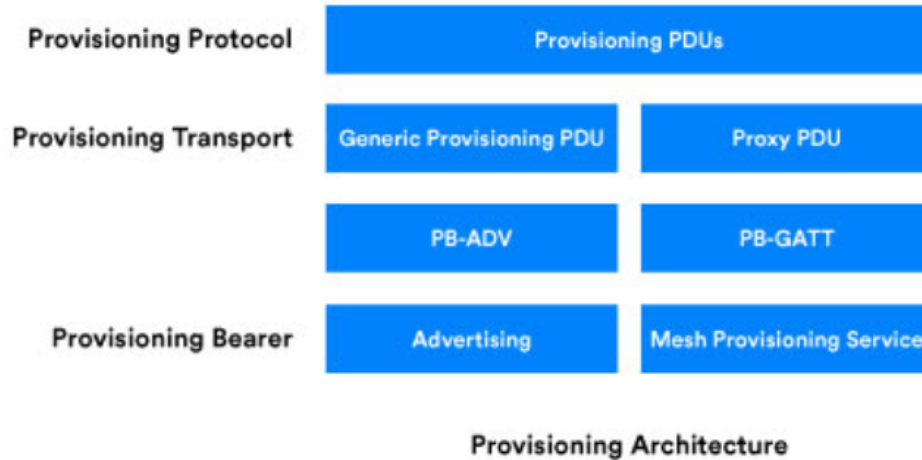 Provisioning Protocol
Provisioning PDUs
Provisioning Transport
Generic Provisioning PDU
Proxy PDU
PB-ADV
PB-GATT
Provisioning Bearer
Advertising
Mesh Provisioning Service
Provisioning Architecture